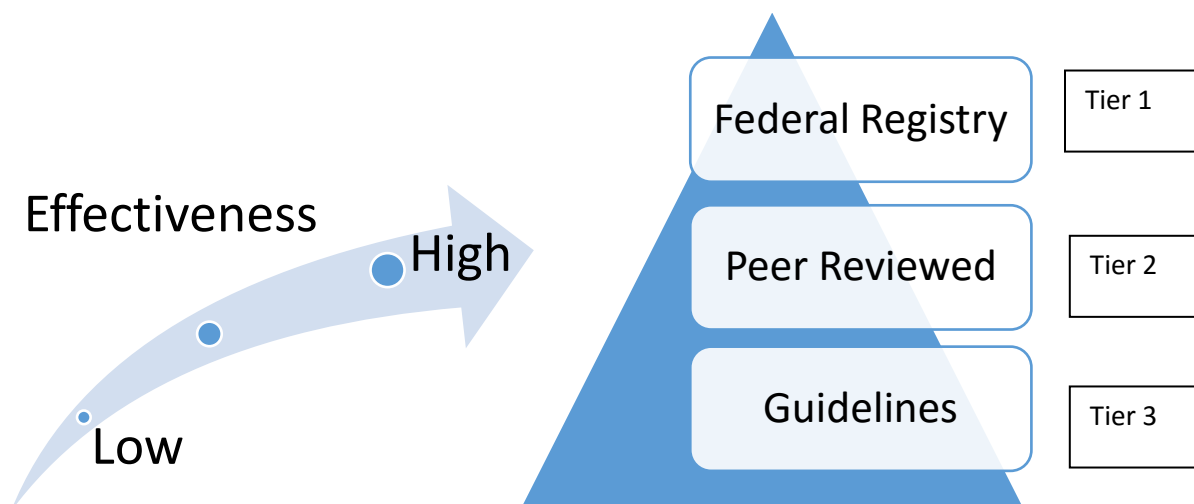 Effectiveness
High
Low
Federal Registry
Tier 1
Peer Reviewed
Tier 2
Guidelines
Tier 3